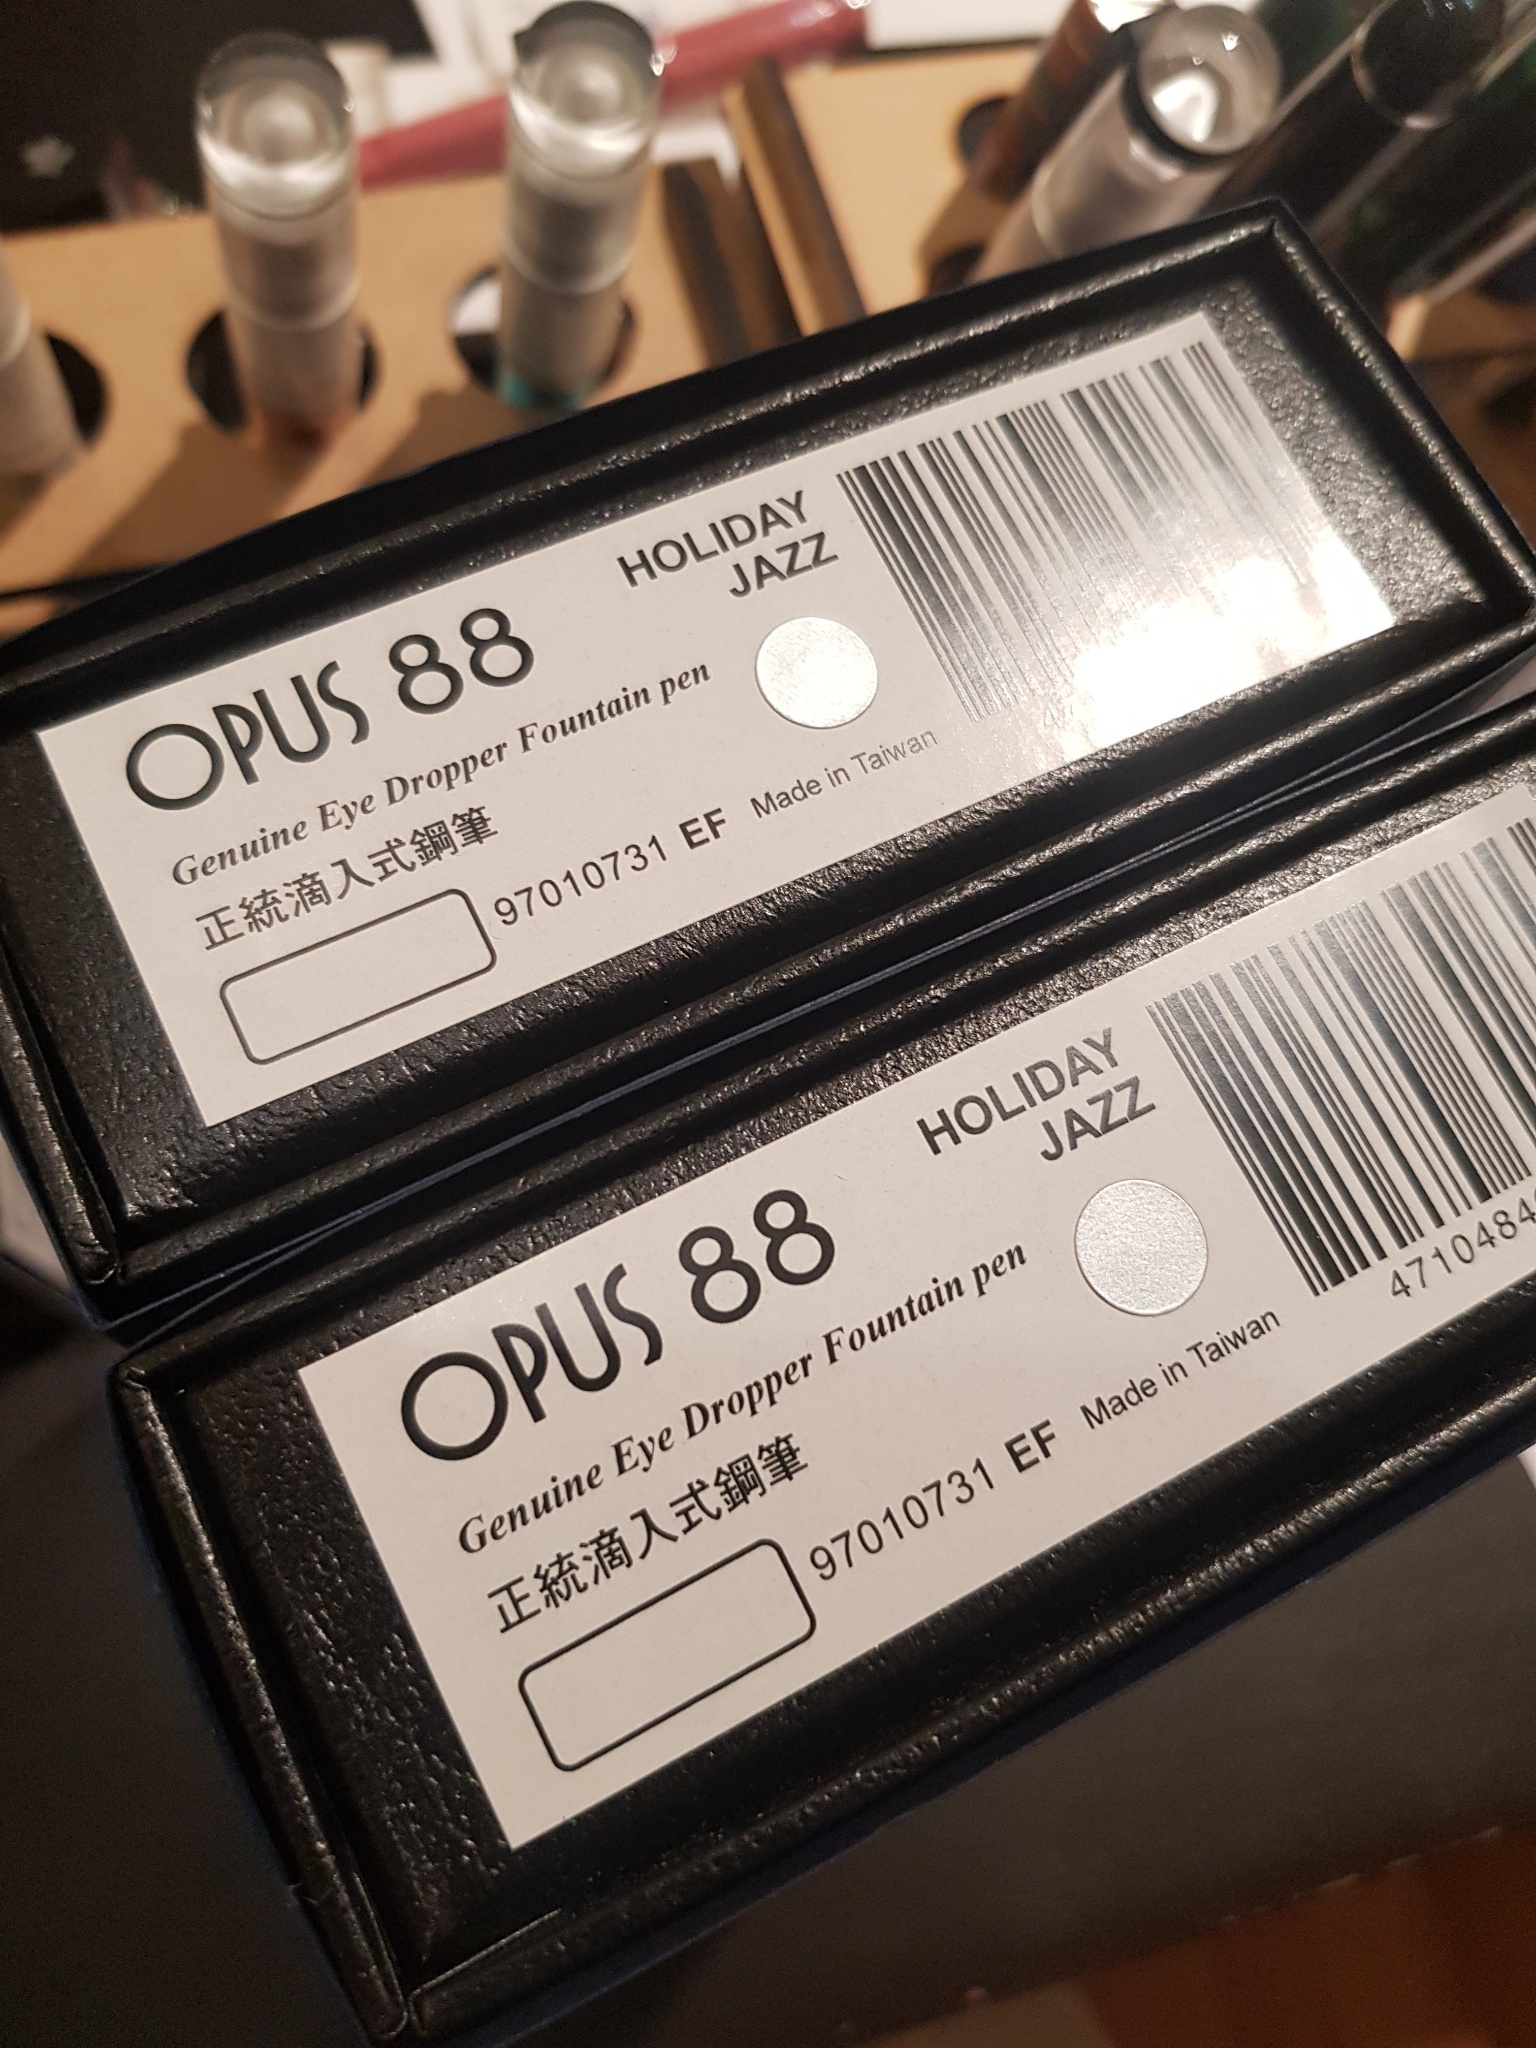 OPUS 88
HOLIDAY
JAZZ
Genuine Eye Dropper Fountain pen
正統滴入式鋼筆
97010731 EF Made in Taiwan
OPUS 88
HOLIDAY
JAZZ
Genuine Eye Dropper Fountain pen
正統滴入式鋼筆
97010731 EF Made in Taiwan
4710484